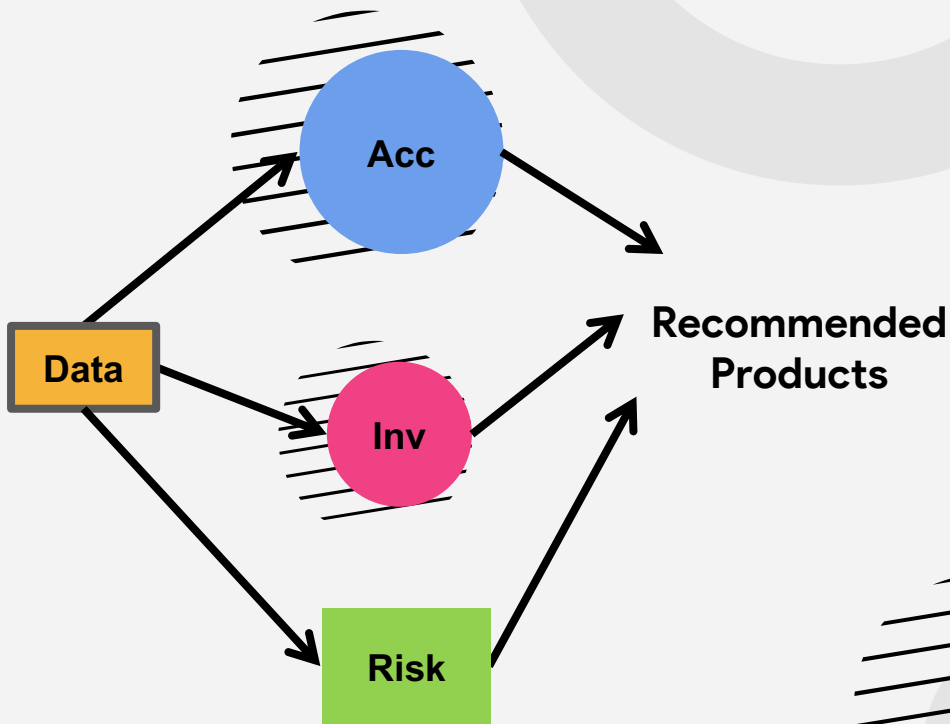 Acc
Data
Inv
Risk
Recommended
Products